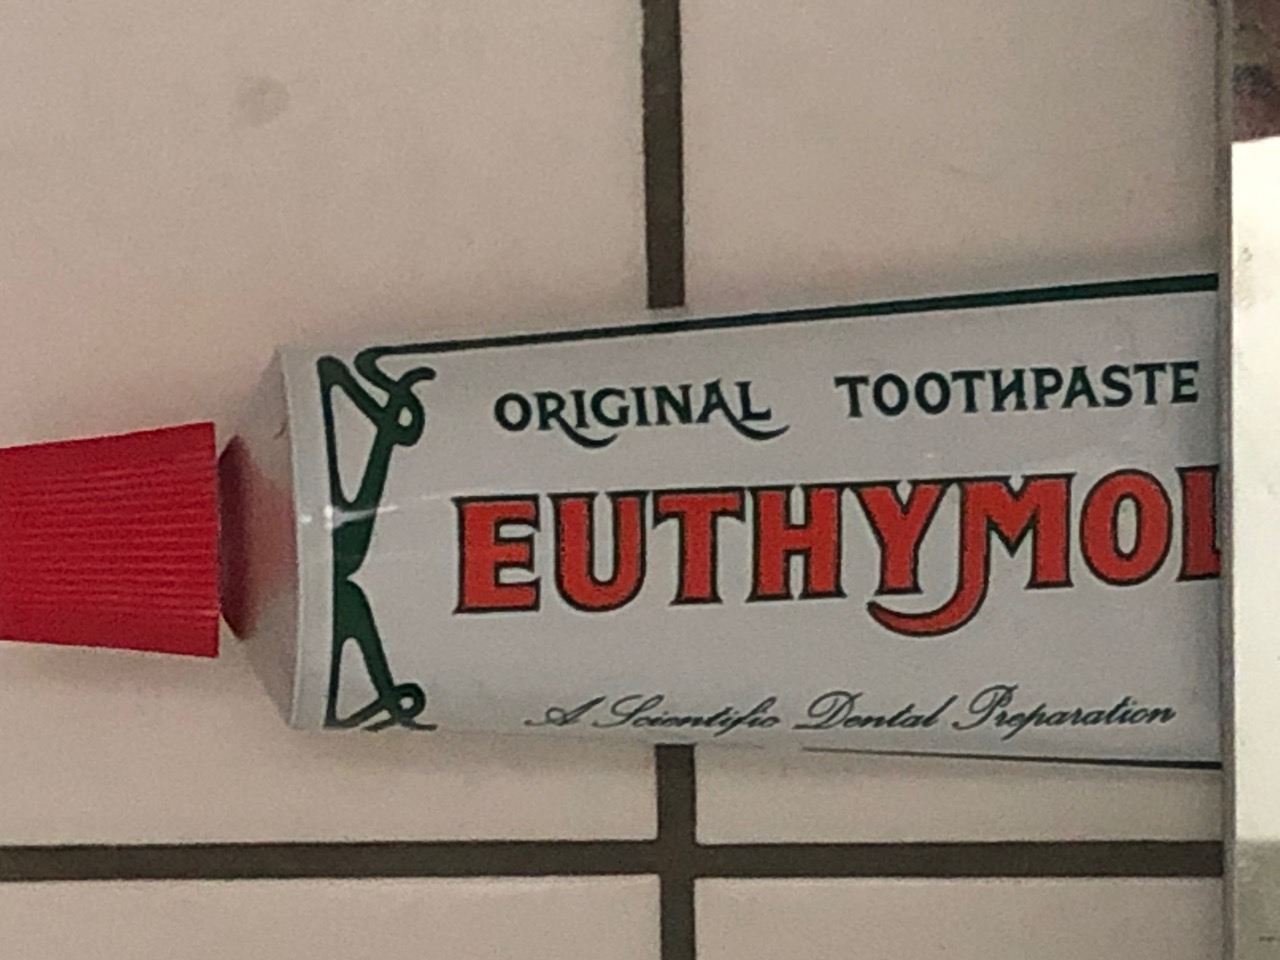 ORIGINAL TOOTHPASTE
EUTHYMOL
A Scientific Dental Preparation